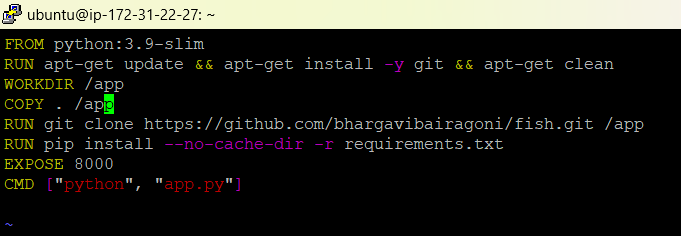 ubuntu@ip-172-31-22-27: ~
FROM python:3.9-slim
RUN apt-get update && apt-get install -y git && apt-get clean
WORKDIR /app
COPY . /app
RUN git clone https://github.com/bhargavibairagoni/fish.git /app
RUN pip install --no-cache-dir -r requirements.txt
EXPOSE 8000
CMD ["python", "app.py"]
~